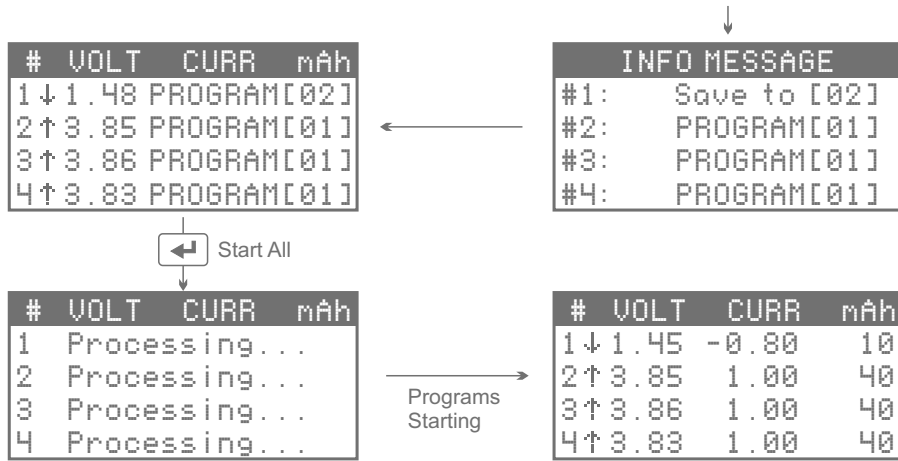 # VOLT CURR mAh
1↓1.48 PROGRAM[02]
2↑3.85 PROGRAM[01]
3↑3.86 PROGRAM[01]
4↑3.83 PROGRAM[01]
INFO MESSAGE
#1: Save to [02]
#2: PROGRAM[01]
#3: PROGRAM[01]
#4: PROGRAM[01]
Start All
# VOLT CURR mAh
1 Processing...
2 Processing...
3 Processing...
4 Processing...
Programs
Starting
# VOLT CURR mAh
1↓1.45 -0.80 10
2↑3.85 1.00 40
3↑3.86 1.00 40
4↑3.83 1.00 40